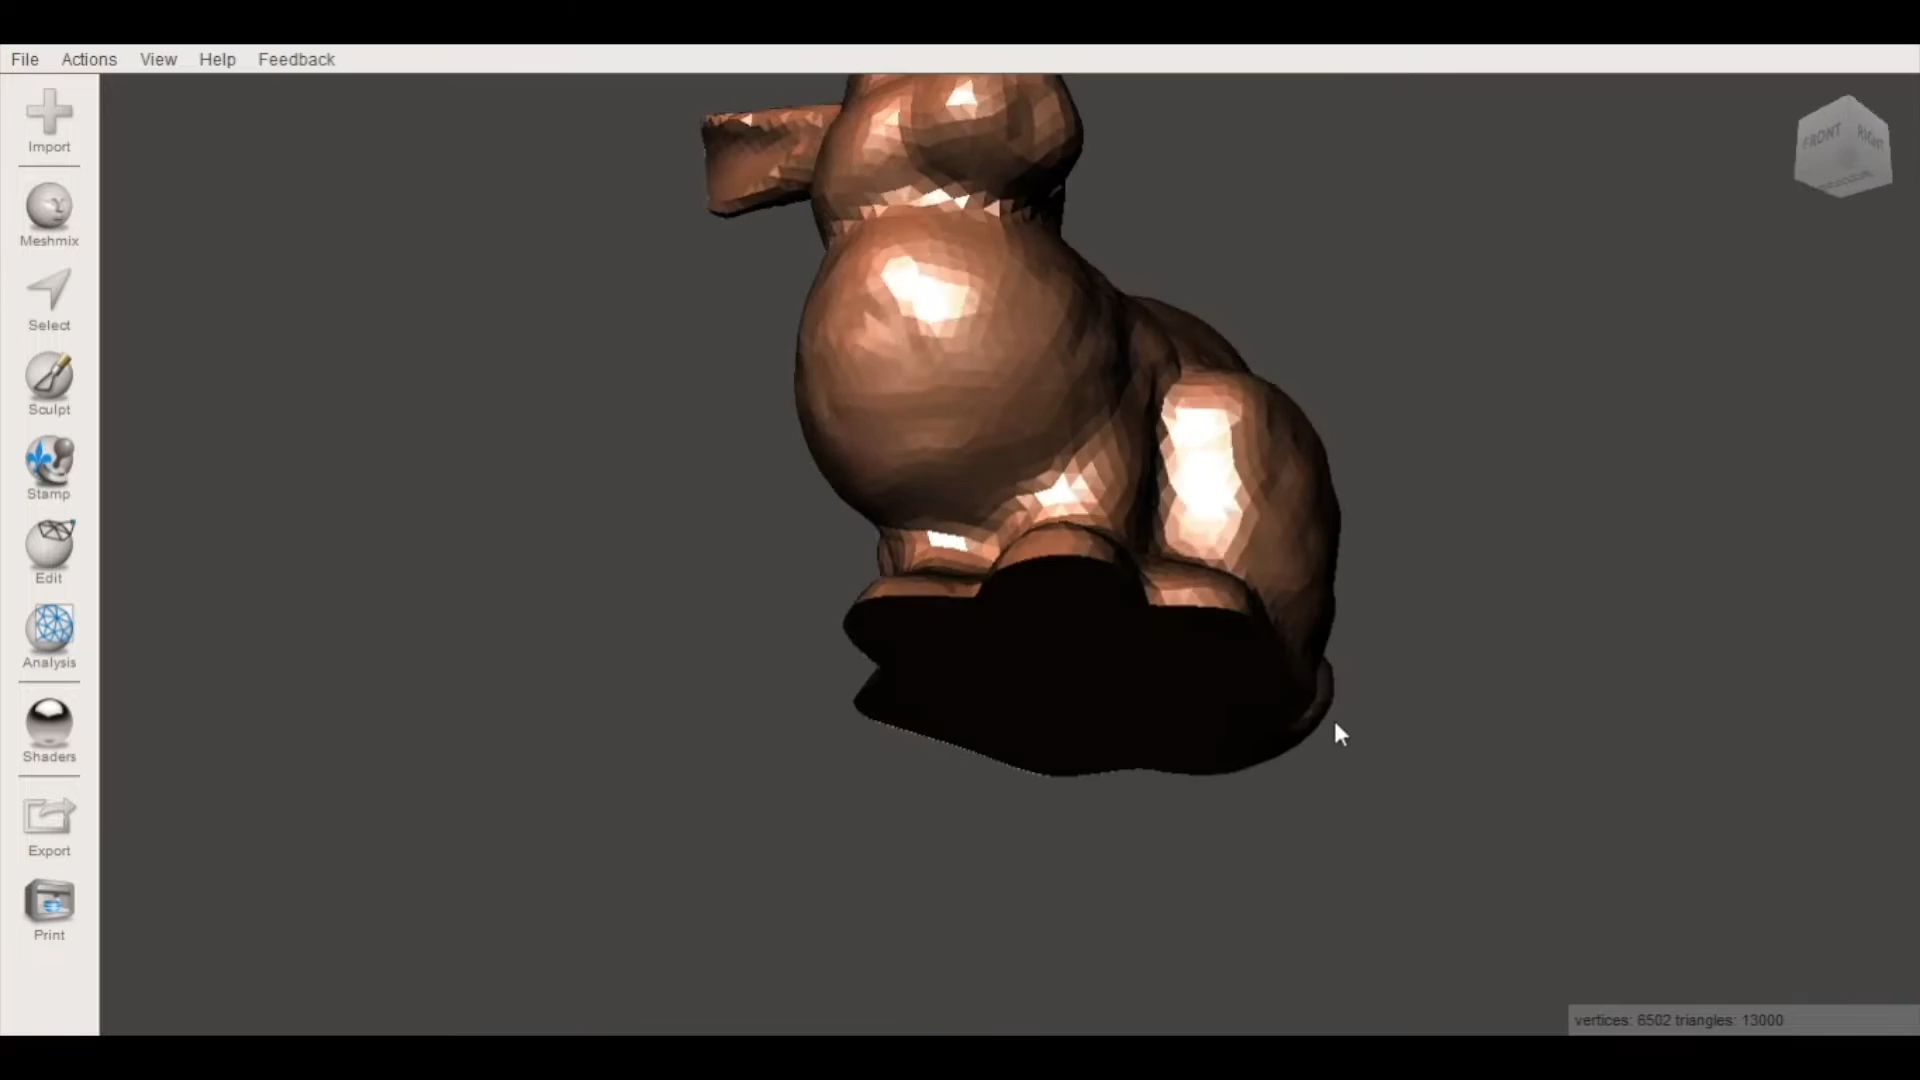 File Actions View Help Feedback
Import
Meshmix
Select
Sculpt
Stamp
Edit
Analysis
Shaders
Export
Print
FRONT RIGHT
vertices: 6502 triangles: 13000